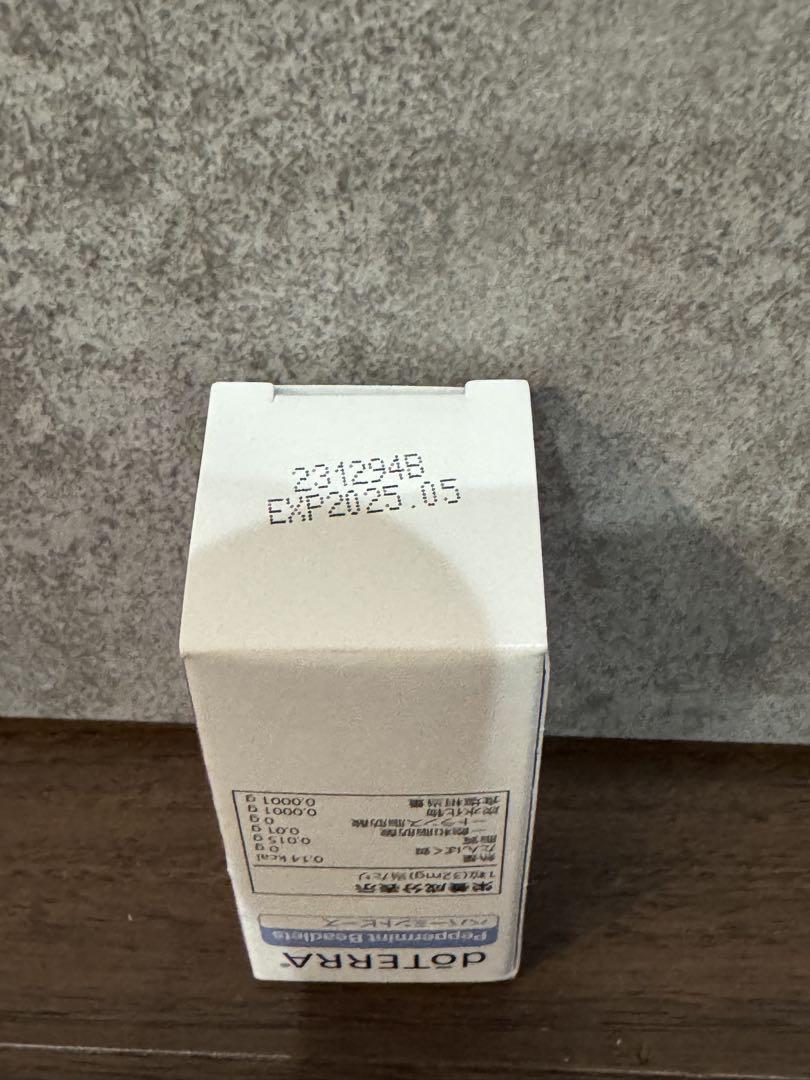 231294B
EXP2025.05
dōTERRA®
Peppermint Beadlets
ペパーミントビーズ
栄養成分表示
1粒(32mg)当たり
熱量 0.14 kcal
たんぱく質 0 g
脂質 0.015 g
－飽和脂肪酸 0.01 g
－トランス脂肪酸 0 g
炭水化物 0.0001 g
食塩相当量 0.0001 g